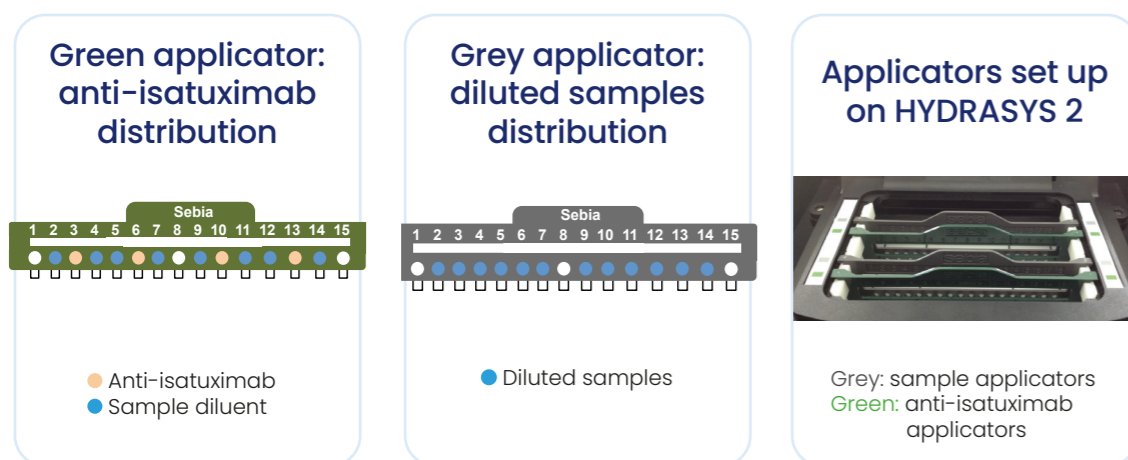 Green applicator:
anti-isatuximab
distribution
Sebia
1 2 3 4 5 6 7 8 9 10 11 12 13 14 15
Anti-isatuximab
Sample diluent
Grey applicator:
diluted samples
distribution
Sebia
1 2 3 4 5 6 7 8 9 10 11 12 13 14 15
Diluted samples
Applicators set up
on HYDRASYS 2
Grey: sample applicators
Green: anti-isatuximab
applicators